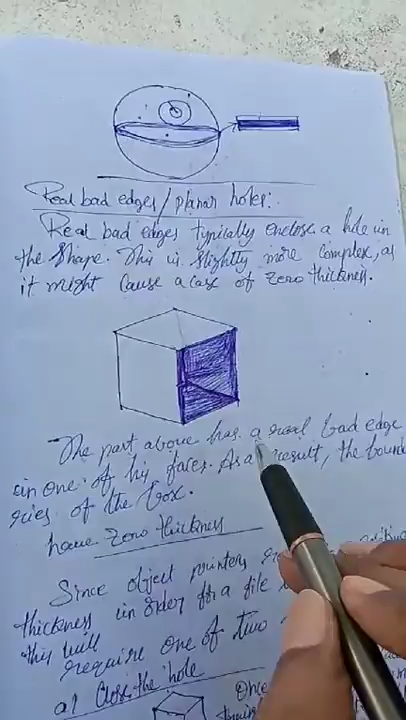 Real bad edges/planar holes:
Real bad edges typically enclose a hole in
the shape. This is slightly more complex, as
it might cause a case of zero thickness.
The part above has a real bad edge
in one of his faces. As a result, the bounda
ries of the box.
have zero thickness
Since object printers
thickness in order for a file
this will require one of two
a) Close the hole
Once